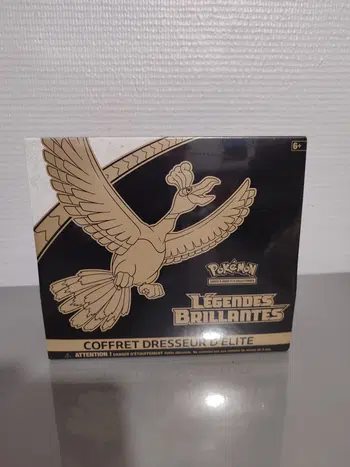 6+
POKÉMON
LÉGENDES
BRILLANTES
COFFRET DRESSEUR D'ÉLITE
ATTENTION !